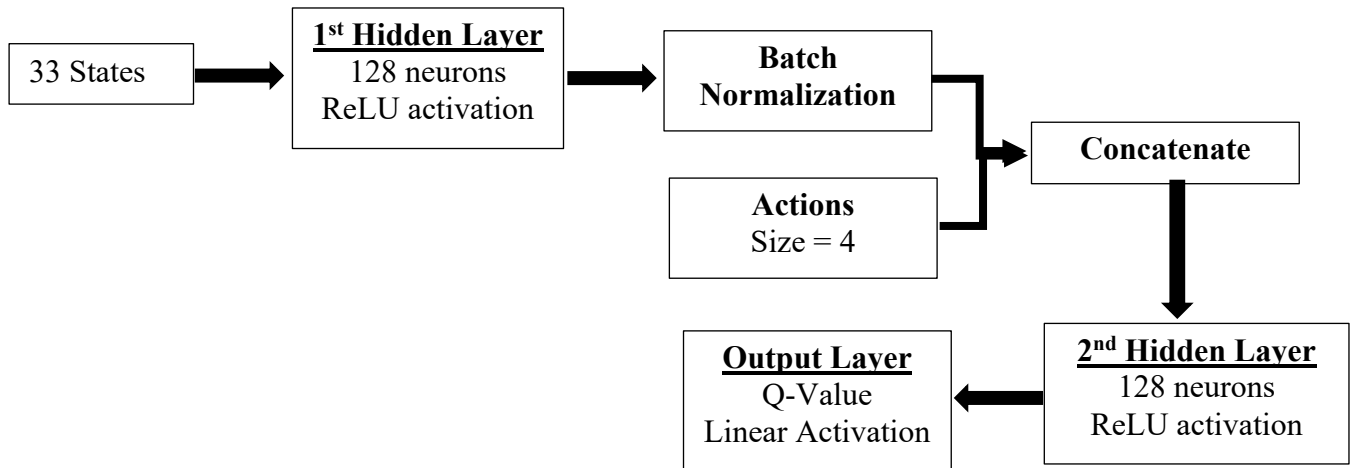 33 States
1st Hidden Layer
128 neurons
ReLU activation
Batch
Normalization
Actions
Size = 4
Concatenate
2nd Hidden Layer
128 neurons
ReLU activation
Output Layer
Q-Value
Linear Activation